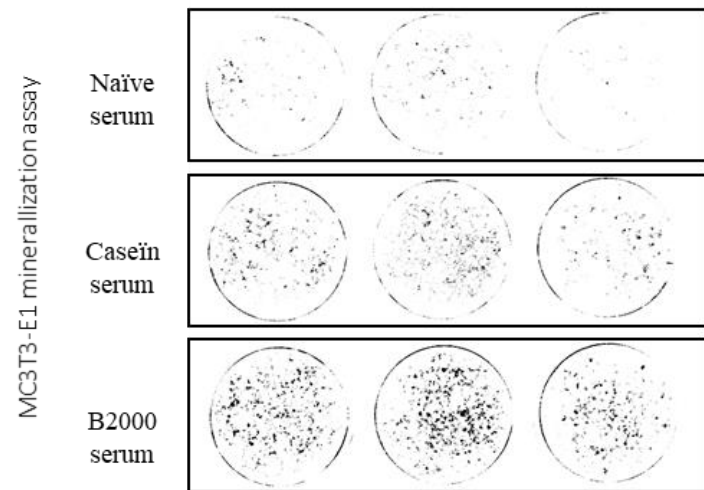 MC3T3-E1 mineralization assay
Naïve
serum
Caseïn
serum
B2000
serum